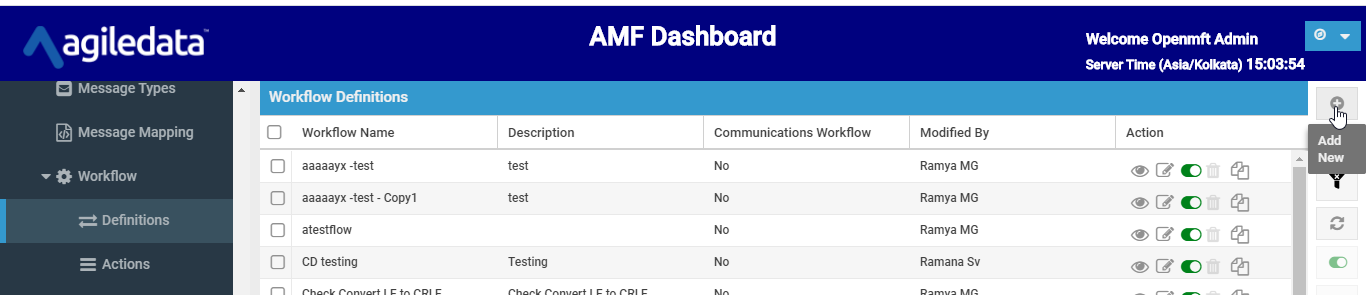 agiledata™
AMF Dashboard
Welcome Openmft Admin
Server Time (Asia/Kolkata) 15:03:54
Message Types
Message Mapping
Workflow
Definitions
Actions
Workflow Definitions
Workflow Name Description Communications Workflow Modified By Action
aaaaayx -test test No Ramya MG
aaaaayx -test - Copy1 test No Ramya MG
atestflow No Ramya MG
CD testing Testing No Ramana Sv
Check Convert LF to CRLF Check Convert LF to CRLF No Ramya MG
Add
New